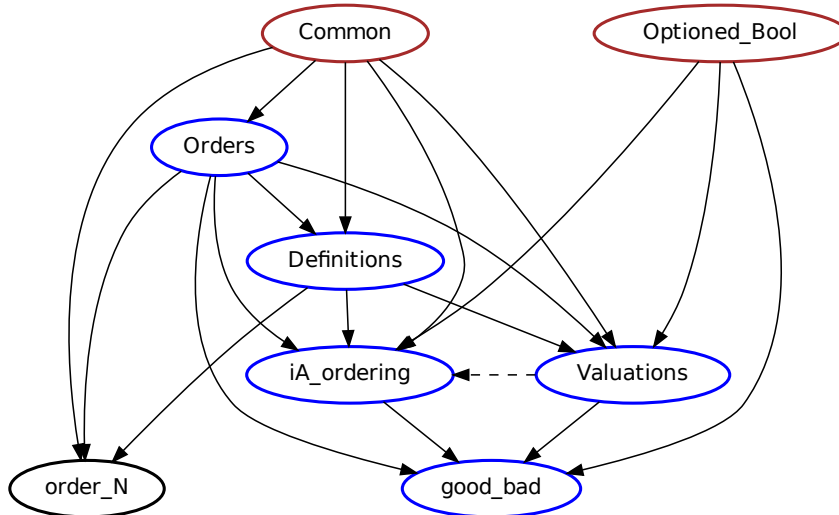 Common
Optioned_Bool
Orders
Definitions
iA_ordering
Valuations
order_N
good_bad